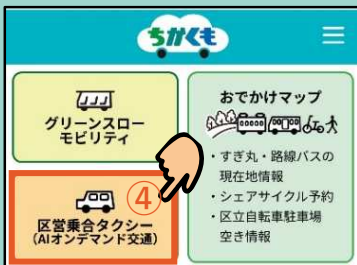 ちかくも
グリーンスロー
モビリティ
④
区営乗合タクシー
(AIオンデマンド交通)
おでかけマップ
・すぎ丸・路線バスの
現在地情報
・シェアサイクル予約
・区立自転車駐車場
空き情報